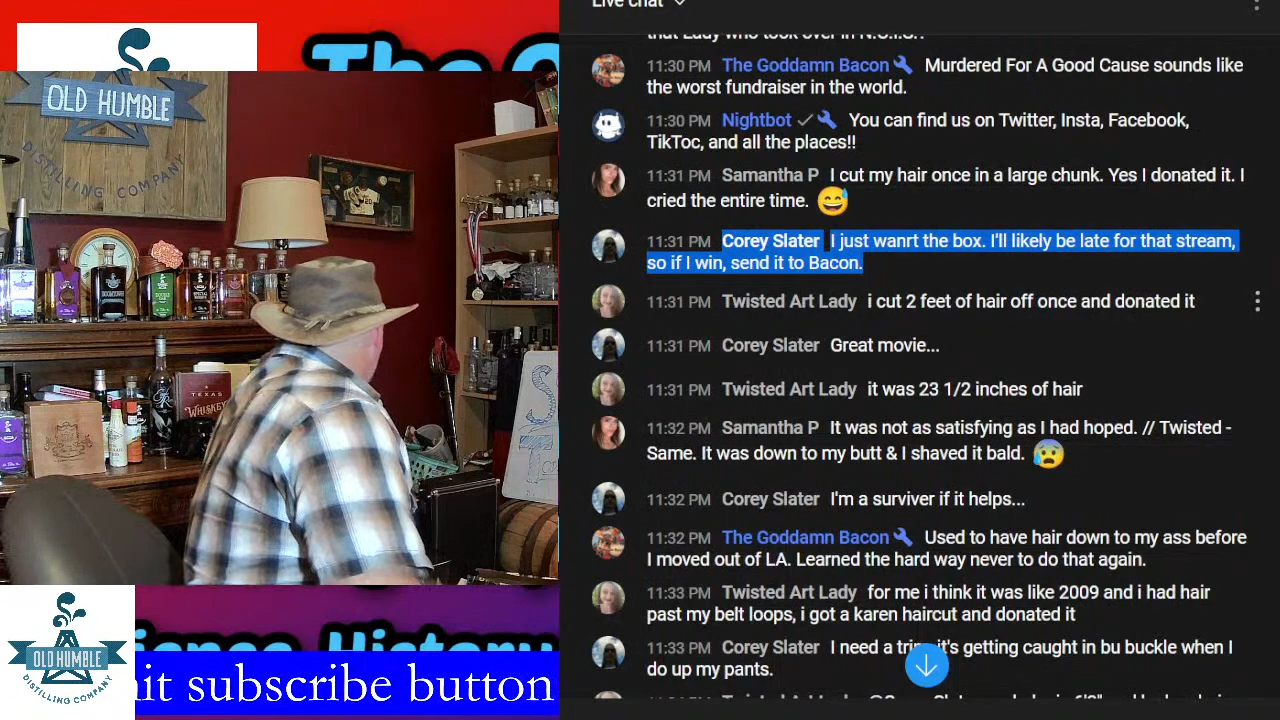 The
OLD HUMBLE
DISTILLING COMPANY
TEXAS
WHISKEY
OLD HUMBLE
DISTILLING COMPANY
History
hit subscribe button
Live chat
that Lady who took over in N.C.I.S.?
11:30 PM The Goddamn Bacon Murdered For A Good Cause sounds like
the worst fundraiser in the world.
11:30 PM Nightbot You can find us on Twitter, Insta, Facebook,
TikToc, and all the places!!
11:31 PM Samantha P I cut my hair once in a large chunk. Yes I donated it. I
cried the entire time. 😅
11:31 PM Corey Slater I just wanrt the box. I'll likely be late for that stream,
so if I win, send it to Bacon.
11:31 PM Twisted Art Lady i cut 2 feet of hair off once and donated it
11:31 PM Corey Slater Great movie...
11:31 PM Twisted Art Lady it was 23 1/2 inches of hair
11:32 PM Samantha P It was not as satisfying as I had hoped. // Twisted -
Same. It was down to my butt & I shaved it bald. 😰
11:32 PM Corey Slater I'm a surviver if it helps...
11:32 PM The Goddamn Bacon Used to have hair down to my ass before
I moved out of LA. Learned the hard way never to do that again.
11:33 PM Twisted Art Lady for me i think it was like 2009 and i had hair
past my belt loops, i got a karen haircut and donated it
11:33 PM Corey Slater I need a trim it's getting caught in bu buckle when I
do up my pants.